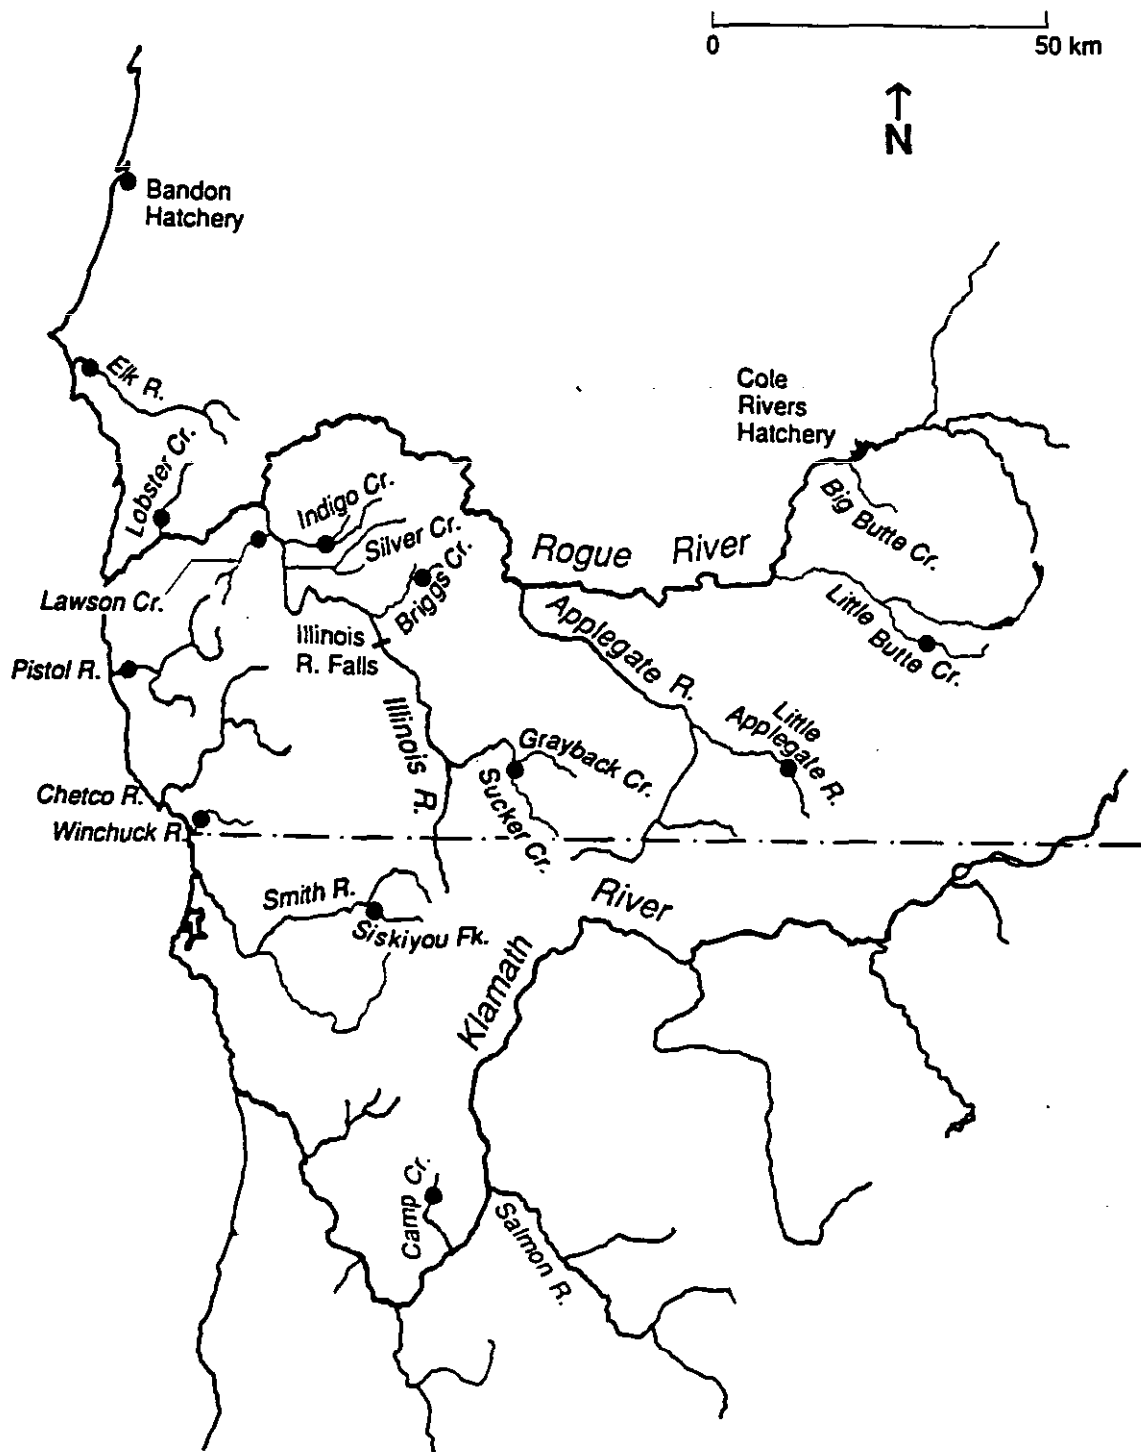 0
50 km
N
Bandon
Hatchery
Elk R.
Cole
Rivers
Hatchery
Lobster Cr.
Indigo Cr.
Big Butte Cr.
Silver Cr.
Rogue River
Briggs Cr.
Lawson Cr.
Applegate R.
Little
Butte Cr.
Illinois
R. Falls
Pistol R.
Illinois R.
Little
Applegate R.
Grayback Cr.
Sucker Cr.
Chetco R.
Winchuck R.
Smith R.
Siskiyou Fk.
Klamath River
Camp Cr.
Salmon R.